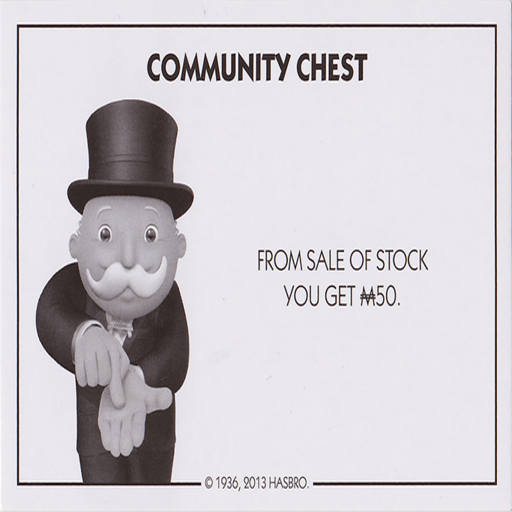 COMMUNITY CHEST
FROM SALE OF STOCK
YOU GET ₩50.
© 1936, 2013 HASBRO.